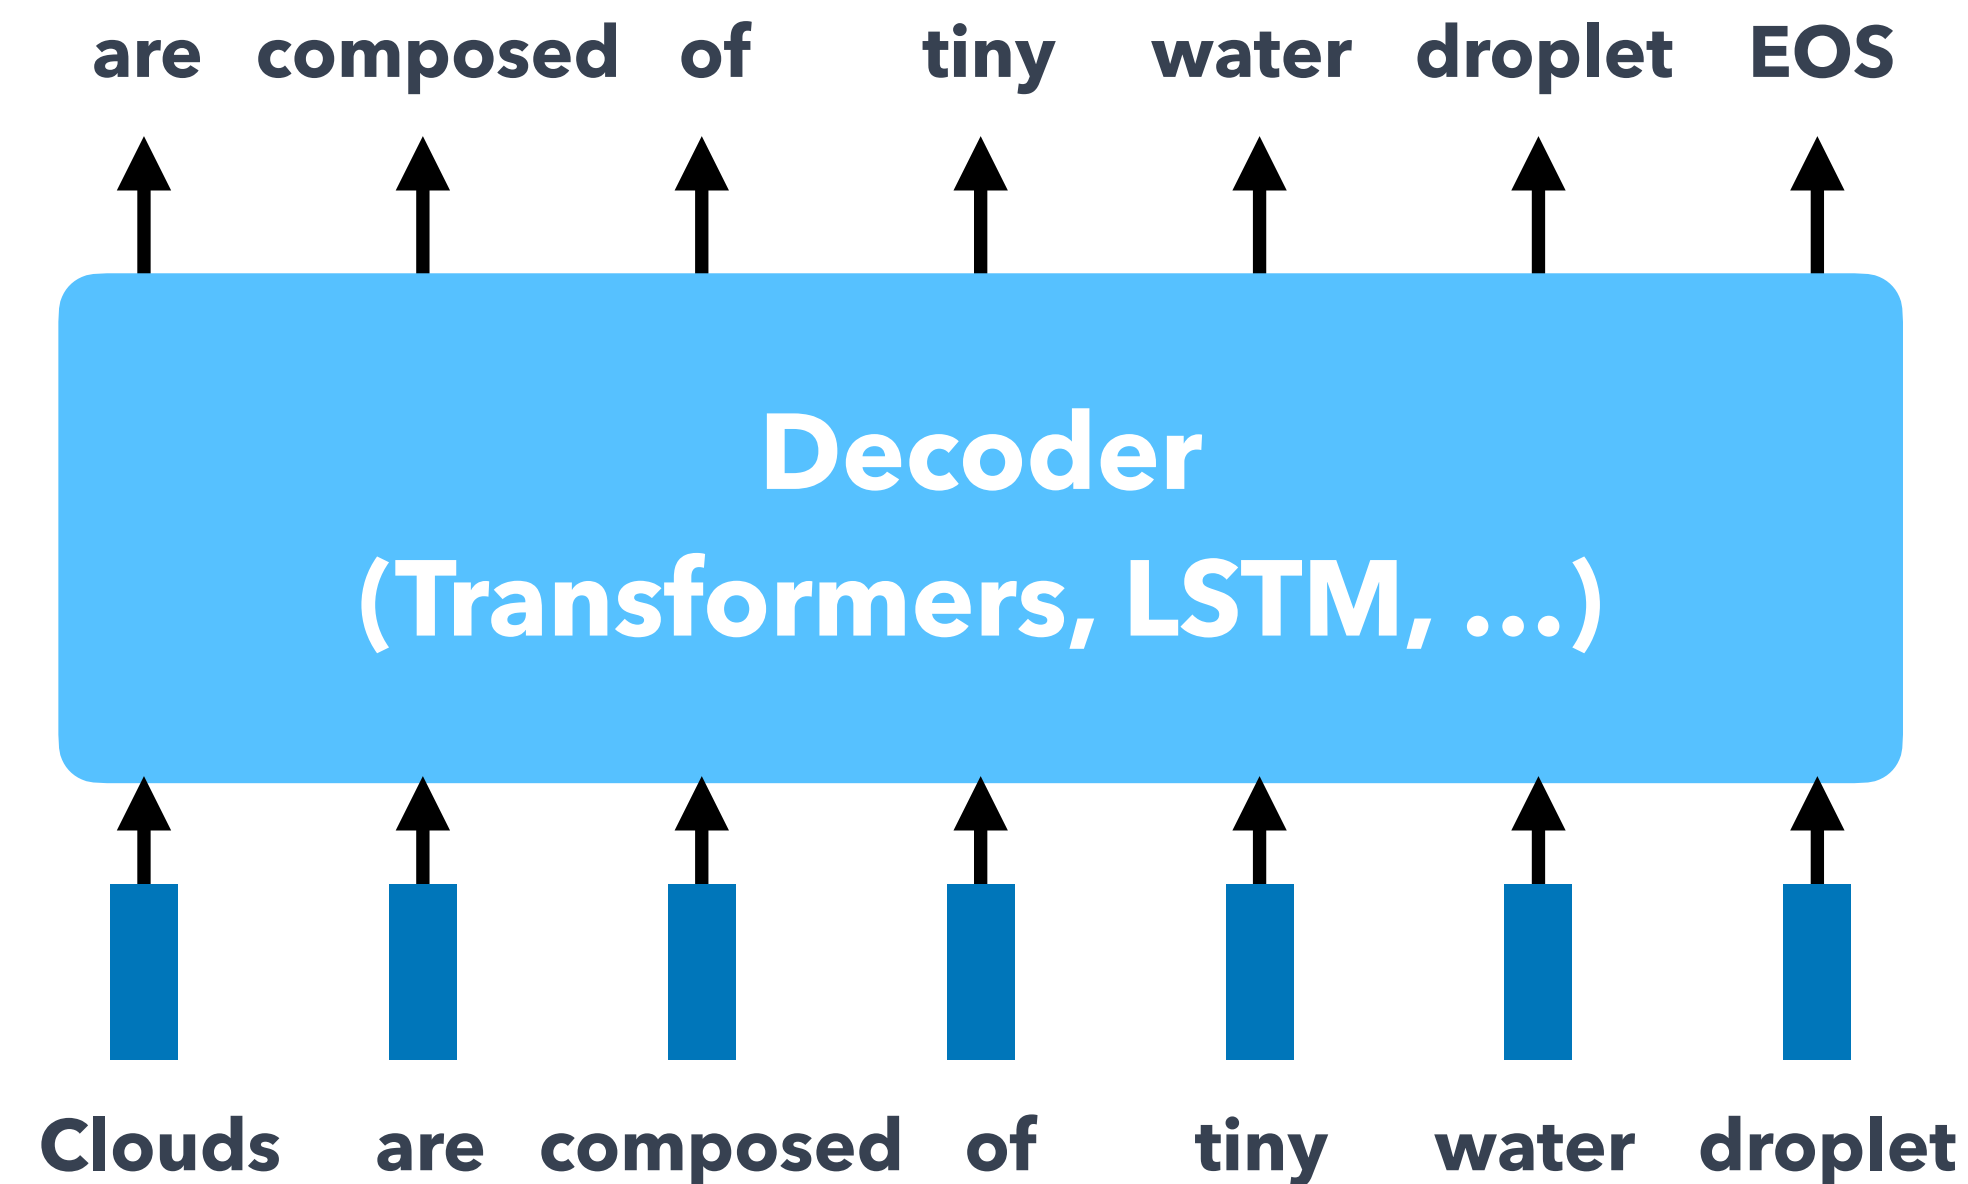 are composed of tiny water droplet EOS
Decoder
(Transformers, LSTM, ...)
Clouds are composed of tiny water droplet